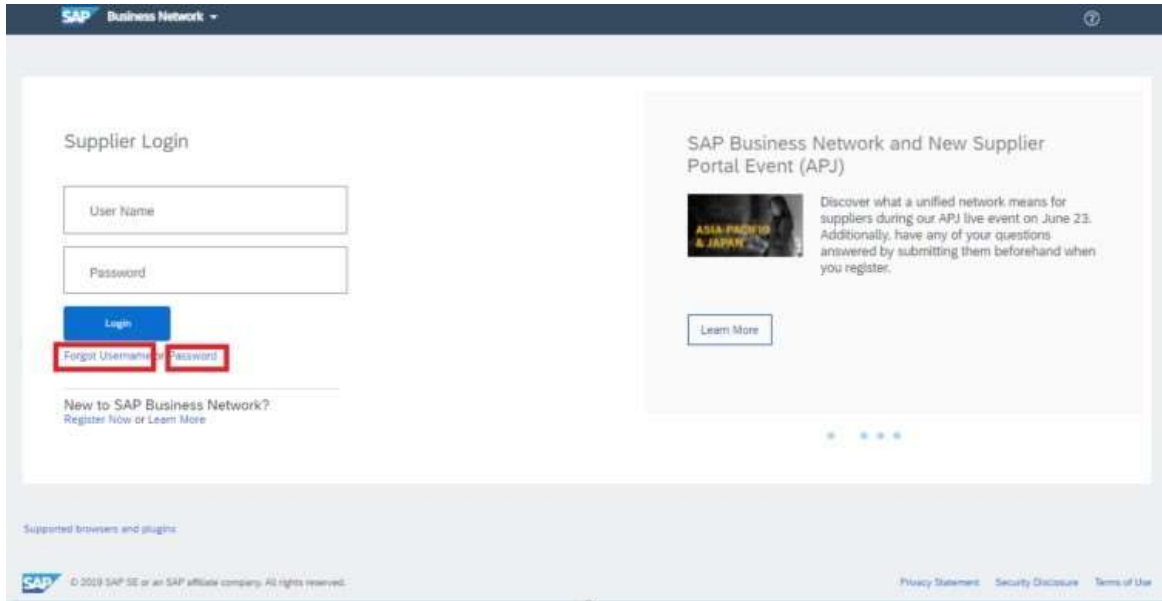 SAP Business Network
Supplier Login
User Name
Password
Login
Forgot Username or Password
New to SAP Business Network?
Register Now or Learn More
SAP Business Network and New Supplier
Portal Event (APJ)
ASIA-PACIFIC
& JAPAN
Discover what a unified network means for
suppliers during our APJ live event on June 23.
Additionally, have any of your questions
answered by submitting them beforehand when
you register.
Learn More
Supported browsers and plugins
SAP © 2019 SAP SE or an SAP affiliate company. All rights reserved.
Privacy Statement Security Disclosure Terms of Use